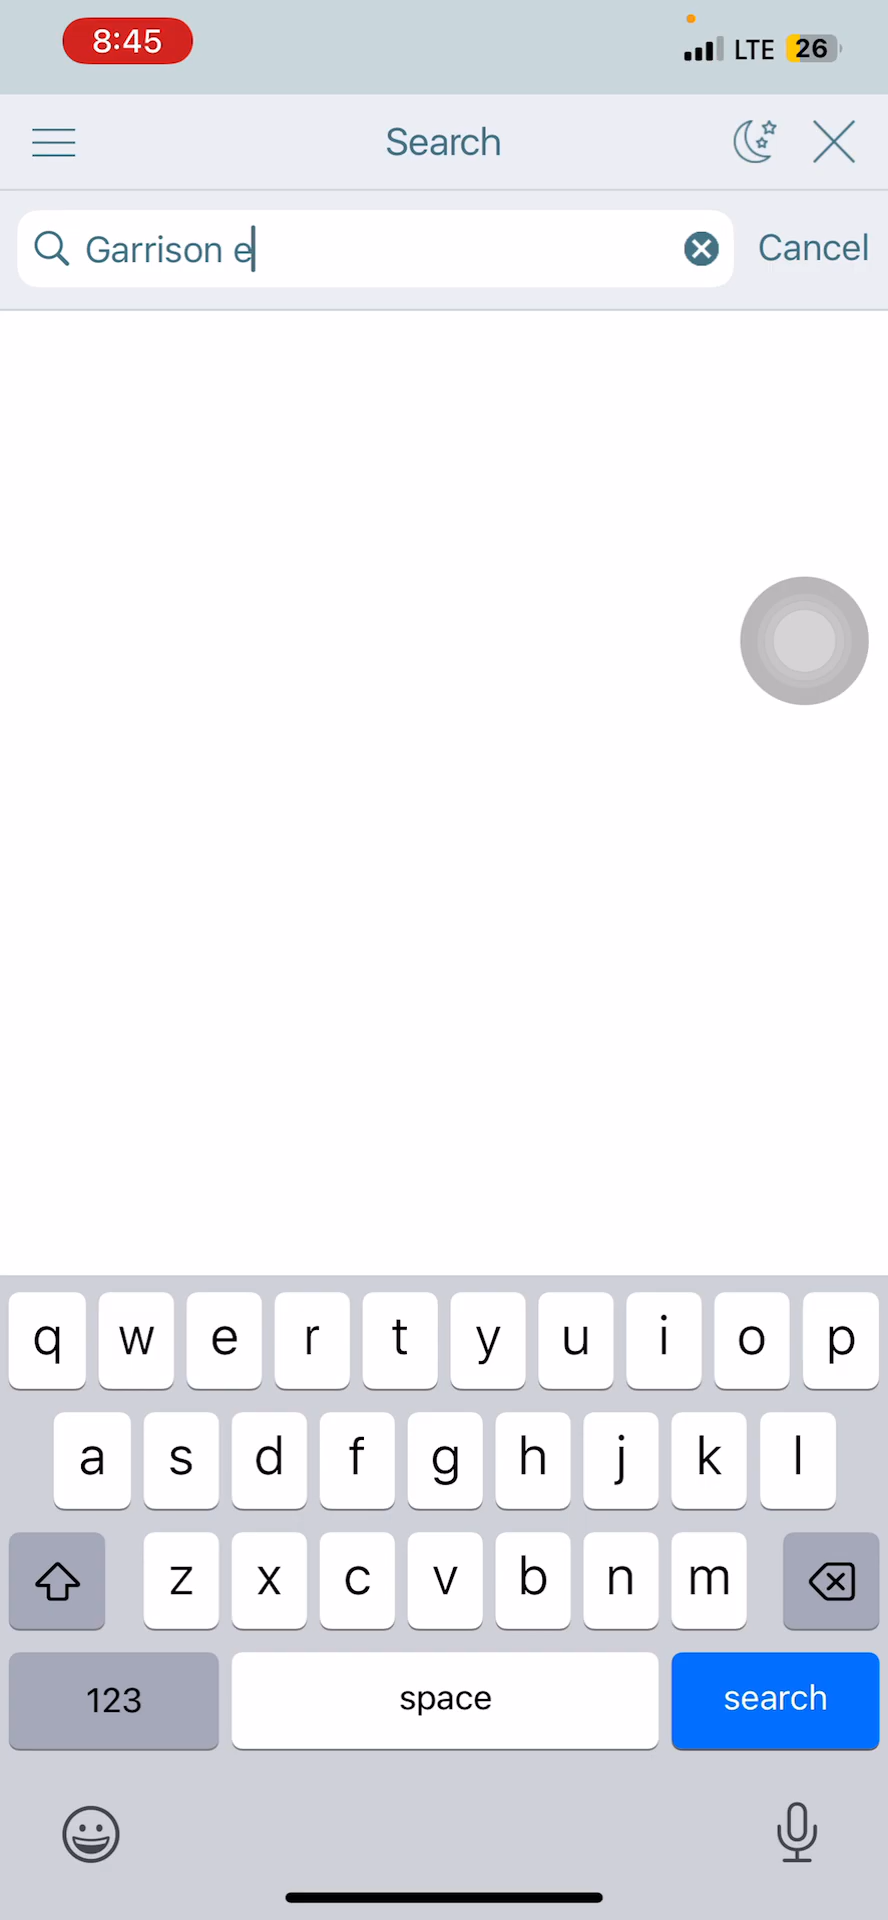 8:45
LTE 26
Search
Garrison e
Cancel
q w e r t y u i o p
a s d f g h j k l
z x c v b n m
123 space search